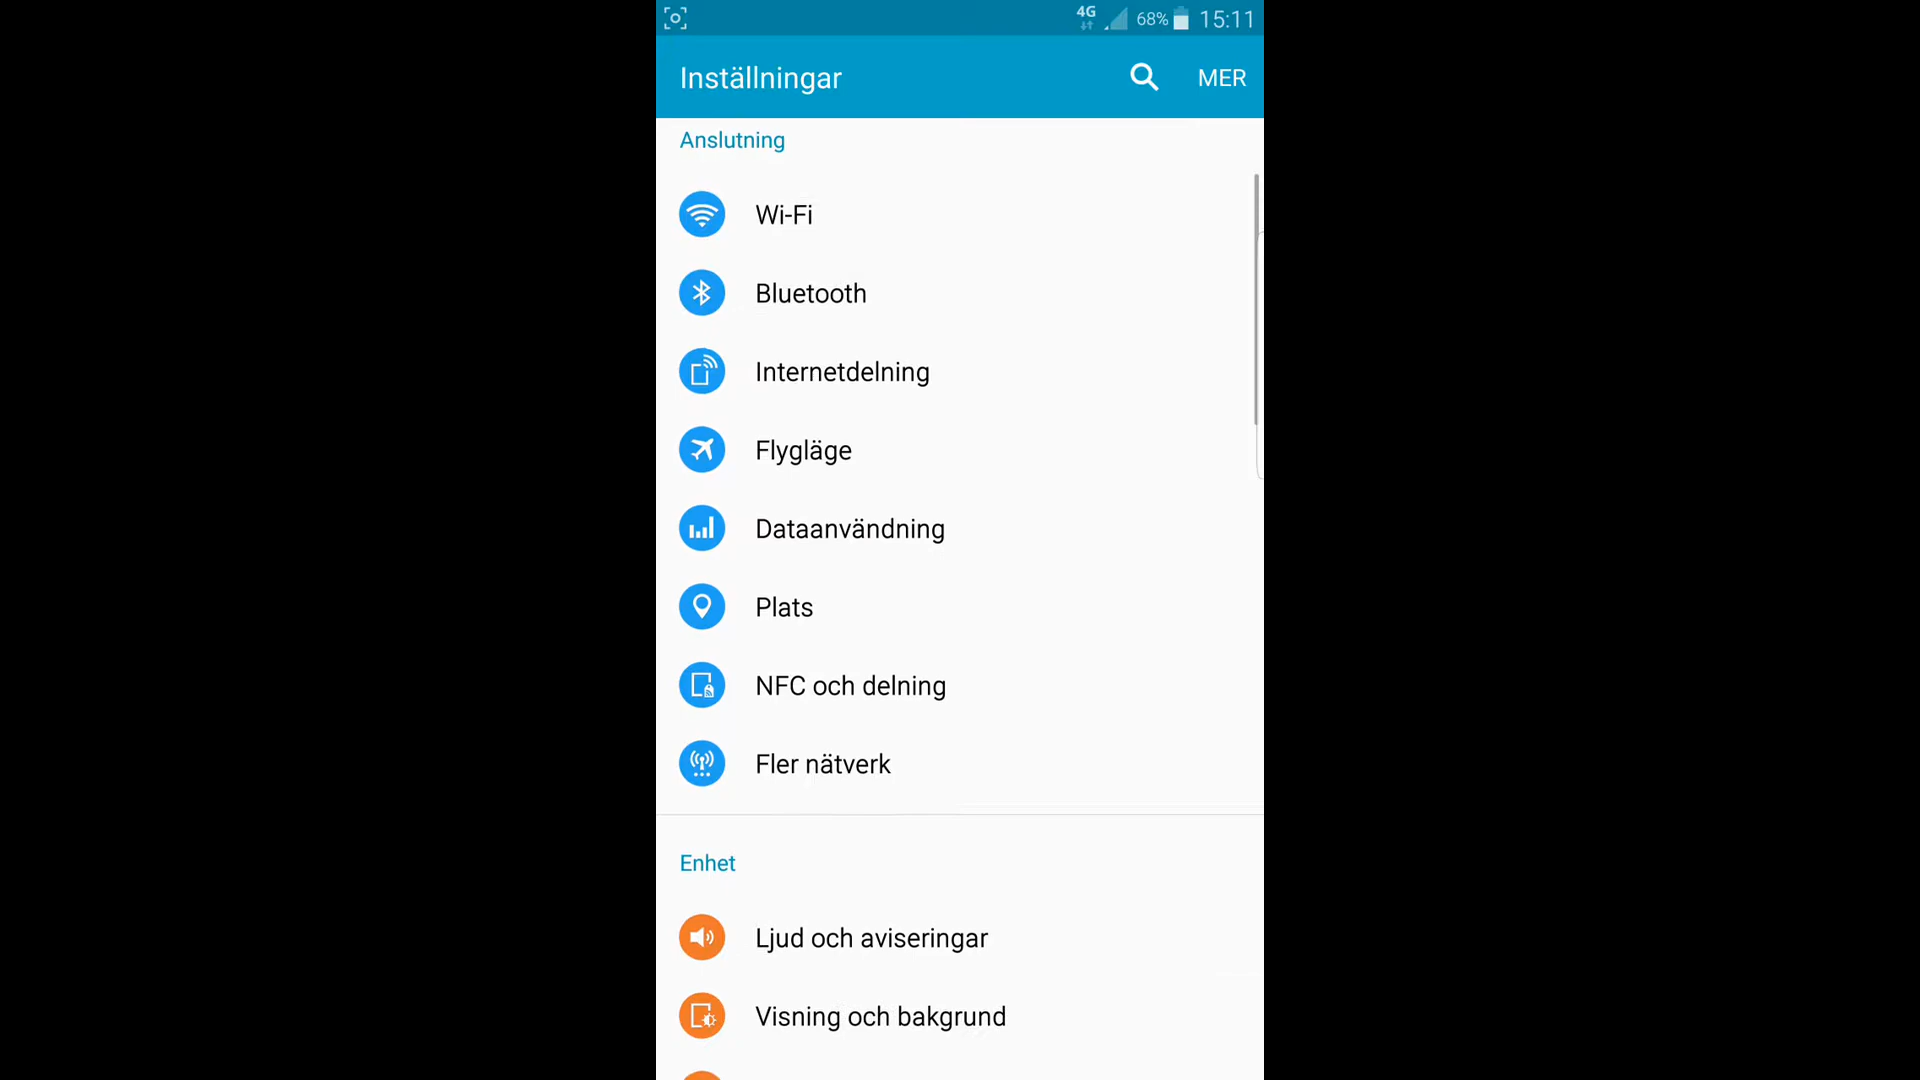 4G 68% 15:11
Inställningar MER
Anslutning
Wi-Fi
Bluetooth
Internetdelning
Flygläge
Dataanvändning
Plats
NFC och delning
Fler nätverk
Enhet
Ljud och aviseringar
Visning och bakgrund